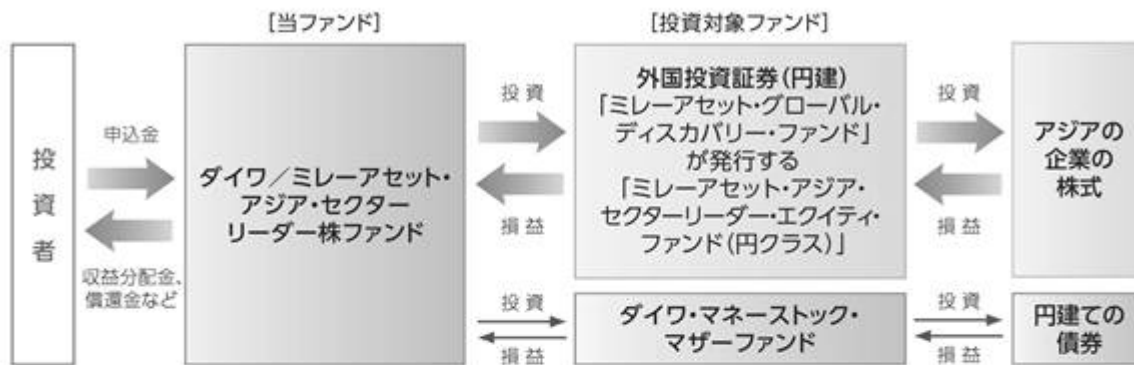 [当ファンド]
[投資対象ファンド]
投資者
申込金
収益分配金、
償還金など
ダイワ／ミレーアセット・
アジア・セクター
リーダー株ファンド
投資
損益
外国投資証券(円建)
「ミレーアセット・グローバル・
ディスカバリー・ファンド」
が発行する
「ミレーアセット・アジア・
セクターリーダー・エクイティ・
ファンド(円クラス)」
投資
損益
アジアの
企業の
株式
投資
損益
ダイワ・マネーストック・
マザーファンド
投資
損益
円建ての
債券